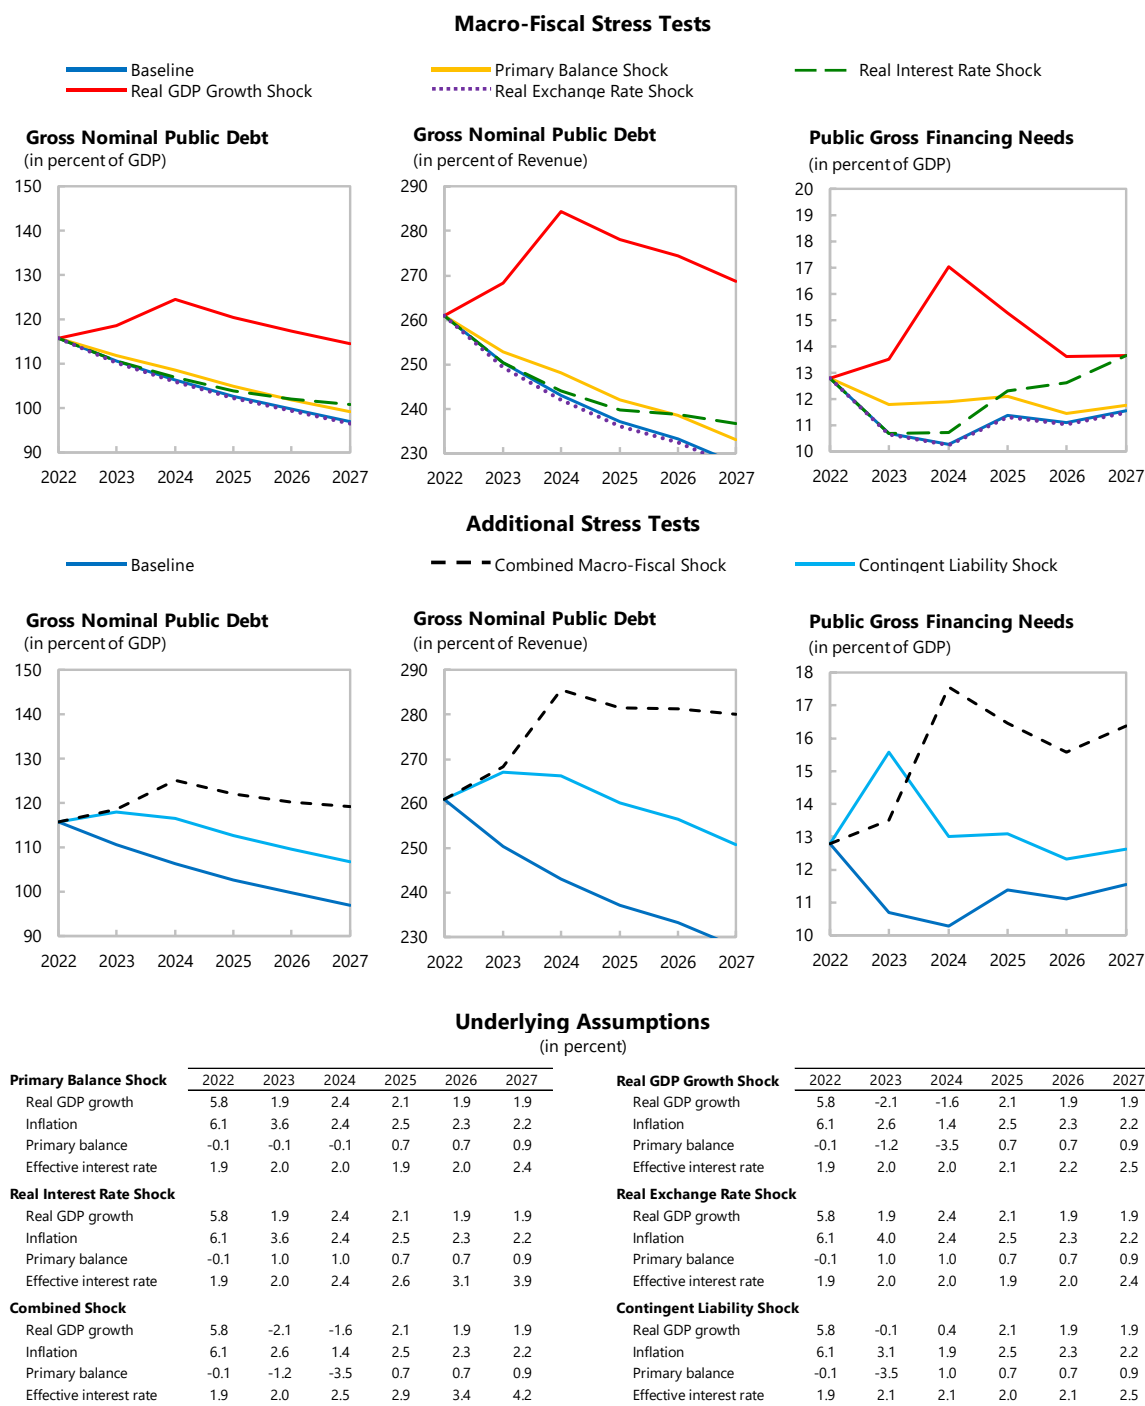 Macro-Fiscal Stress Tests
Baseline
Primary Balance Shock
Real Interest Rate Shock
Real GDP Growth Shock
Real Exchange Rate Shock
Gross Nominal Public Debt
(in percent of GDP)
150
140
130
120
110
100
90
2022 2023 2024 2025 2026 2027
Gross Nominal Public Debt
(in percent of Revenue)
290
280
270
260
250
240
230
2022 2023 2024 2025 2026 2027
Public Gross Financing Needs
(in percent of GDP)
20
19
18
17
16
15
14
13
12
11
10
2022 2023 2024 2025 2026 2027
Additional Stress Tests
Baseline
Combined Macro-Fiscal Shock
Contingent Liability Shock
Gross Nominal Public Debt
(in percent of GDP)
150
140
130
120
110
100
90
2022 2023 2024 2025 2026 2027
Gross Nominal Public Debt
(in percent of Revenue)
290
280
270
260
250
240
230
2022 2023 2024 2025 2026 2027
Public Gross Financing Needs
(in percent of GDP)
18
17
16
15
14
13
12
11
10
2022 2023 2024 2025 2026 2027
Underlying Assumptions
(in percent)
Primary Balance Shock 2022 2023 2024 2025 2026 2027
Real GDP growth 5.8 1.9 2.4 2.1 1.9 1.9
Inflation 6.1 3.6 2.4 2.5 2.3 2.2
Primary balance -0.1 -0.1 -0.1 0.7 0.7 0.9
Effective interest rate 1.9 2.0 2.0 1.9 2.0 2.4
Real Interest Rate Shock
Real GDP growth 5.8 1.9 2.4 2.1 1.9 1.9
Inflation 6.1 3.6 2.4 2.5 2.3 2.2
Primary balance -0.1 1.0 1.0 0.7 0.7 0.9
Effective interest rate 1.9 2.0 2.4 2.6 3.1 3.9
Combined Shock
Real GDP growth 5.8 -2.1 -1.6 2.1 1.9 1.9
Inflation 6.1 2.6 1.4 2.5 2.3 2.2
Primary balance -0.1 -1.2 -3.5 0.7 0.7 0.9
Effective interest rate 1.9 2.0 2.5 2.9 3.4 4.2
Real GDP Growth Shock 2022 2023 2024 2025 2026 2027
Real GDP growth 5.8 -2.1 -1.6 2.1 1.9 1.9
Inflation 6.1 2.6 1.4 2.5 2.3 2.2
Primary balance -0.1 -1.2 -3.5 0.7 0.7 0.9
Effective interest rate 1.9 2.0 2.0 2.1 2.2 2.5
Real Exchange Rate Shock
Real GDP growth 5.8 1.9 2.4 2.1 1.9 1.9
Inflation 6.1 4.0 2.4 2.5 2.3 2.2
Primary balance -0.1 1.0 1.0 0.7 0.7 0.9
Effective interest rate 1.9 2.0 2.0 1.9 2.0 2.4
Contingent Liability Shock
Real GDP growth 5.8 -0.1 0.4 2.1 1.9 1.9
Inflation 6.1 3.1 1.9 2.5 2.3 2.2
Primary balance -0.1 -3.5 1.0 0.7 0.7 0.9
Effective interest rate 1.9 2.1 2.1 2.0 2.1 2.5